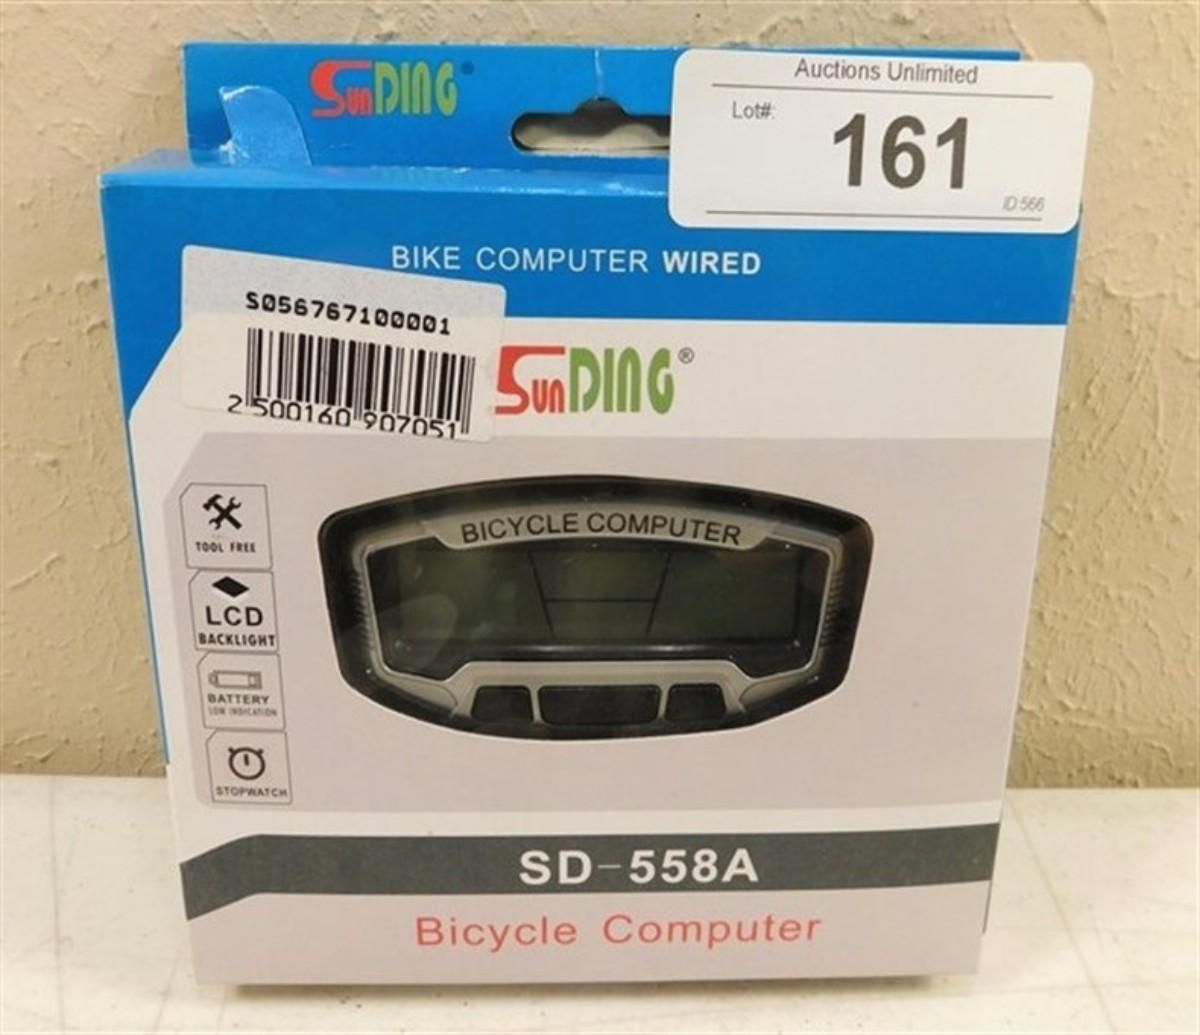 SunDING®
Auctions Unlimited
Lot#: 161
ID:566
BIKE COMPUTER WIRED
S056767100001
2 500160 907051
SunDING®
BICYCLE COMPUTER
TOOL FREE
LCD
BACKLIGHT
BATTERY
LOW INDICATION
STOPWATCH
SD-558A
Bicycle Computer